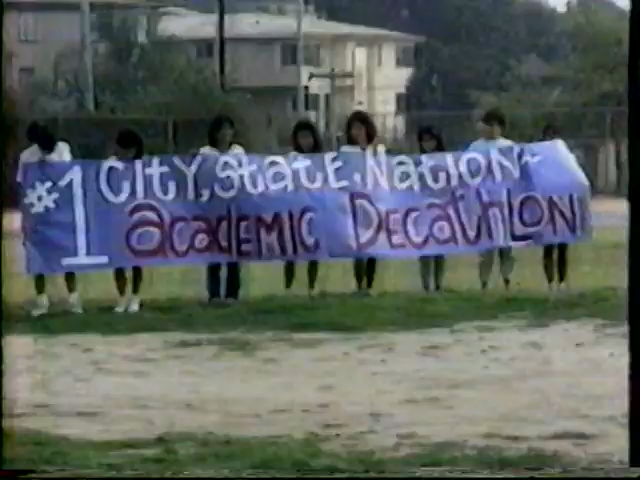 #1 City, State, Nation-
Academic Decathlon